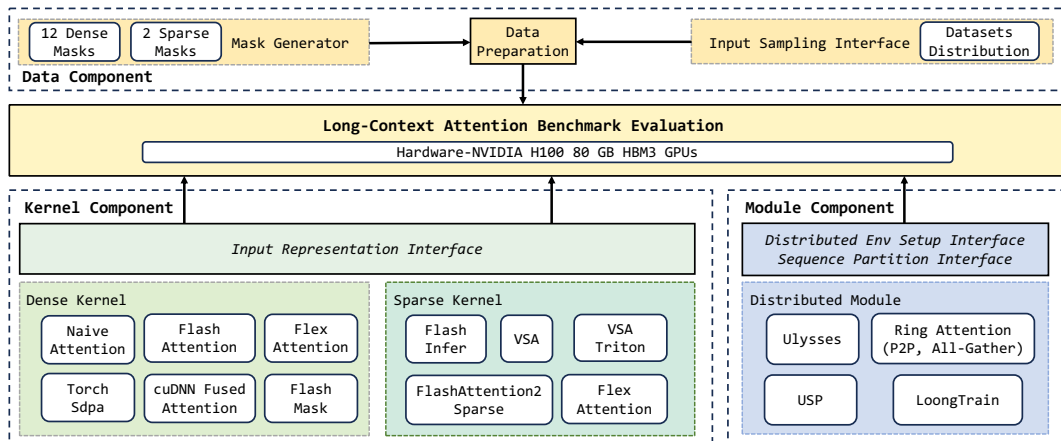 12 Dense
Masks
2 Sparse
Masks
Mask Generator
Data
Preparation
Input Sampling Interface
Datasets
Distribution
Data Component
Long-Context Attention Benchmark Evaluation
Hardware-NVIDIA H100 80 GB HBM3 GPUs
Kernel Component
Input Representation Interface
Dense Kernel
Naive
Attention
Flash
Attention
Flex
Attention
Torch
Sdpa
cuDNN Fused
Attention
Flash
Mask
Sparse Kernel
Flash
Infer
VSA
VSA
Triton
FlashAttention2
Sparse
Flex
Attention
Module Component
Distributed Env Setup Interface
Sequence Partition Interface
Distributed Module
Ulysses
Ring Attention
(P2P, All-Gather)
USP
LoongTrain